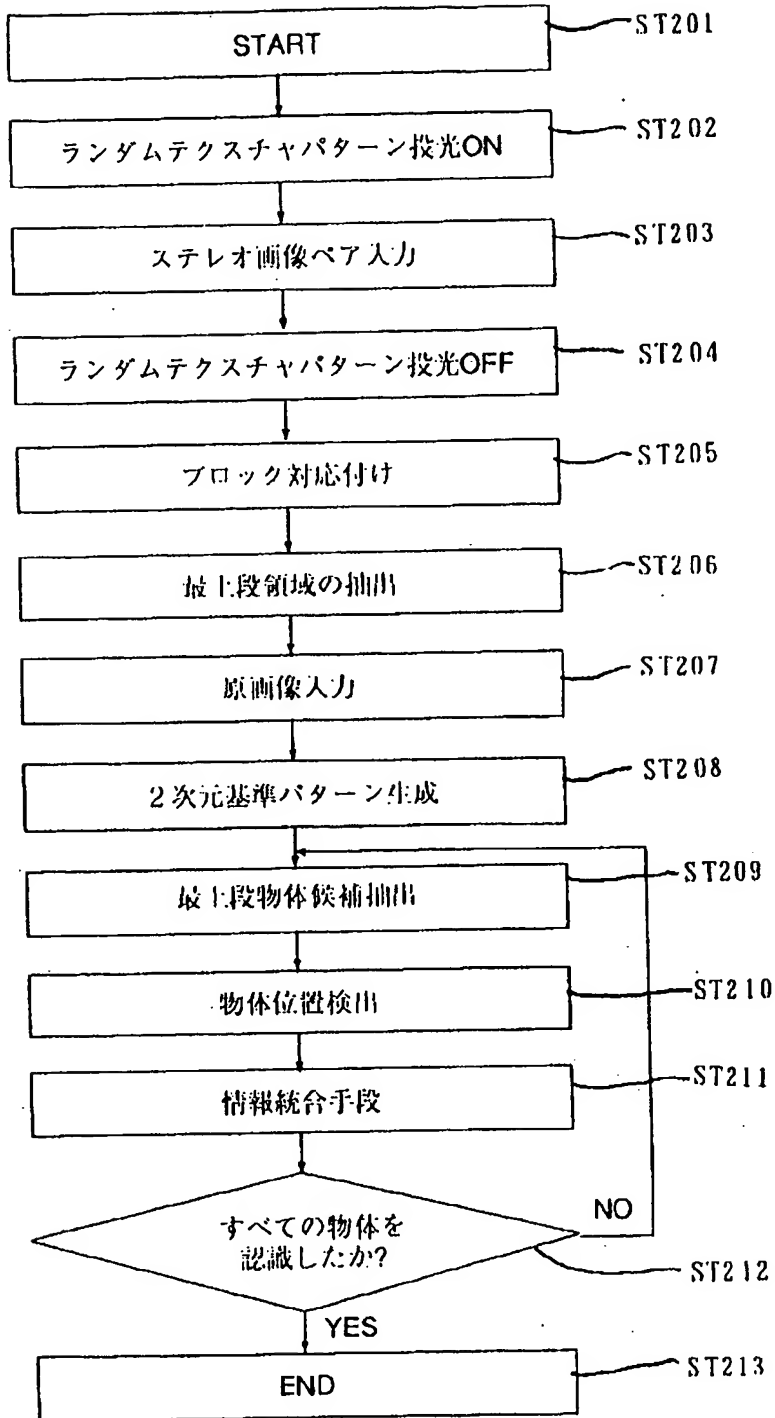 START
ST201
ランダムテクスチャパターン投光ON
ST202
ステレオ画像ペア入力
ST203
ランダムテクスチャパターン投光OFF
ST204
ブロック対応付け
ST205
最上段領域の抽出
ST206
原画像入力
ST207
2次元基準パターン生成
ST208
最上段物体候補抽出
ST209
物体位置検出
ST210
情報統合手段
ST211
すべての物体を
認識したか?
NO
ST212
YES
END
ST213